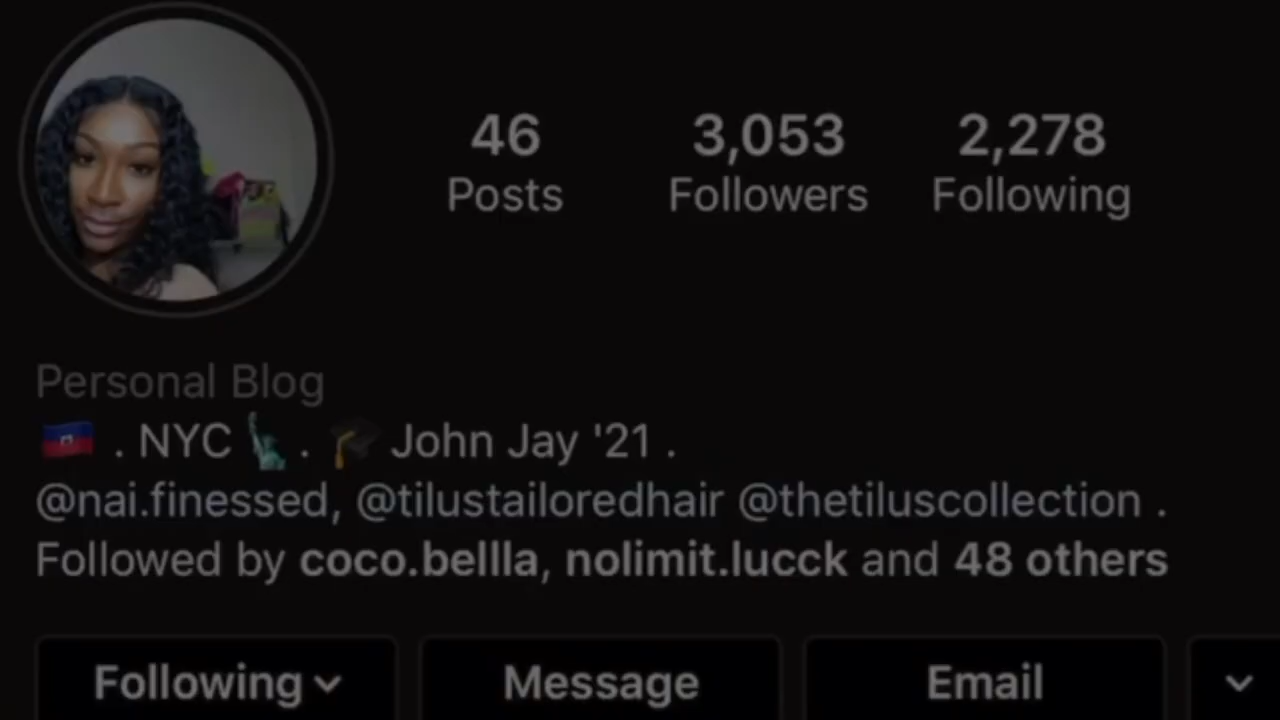 46 3,053 2,278
Posts Followers Following
Personal Blog
🇭🇹 . NYC 🗽 . 🎓 John Jay '21 .
@nai.finessed, @tilustailoredhair @thetiluscollection .
Followed by coco.bellla, nolimit.lucck and 48 others
Following Message Email